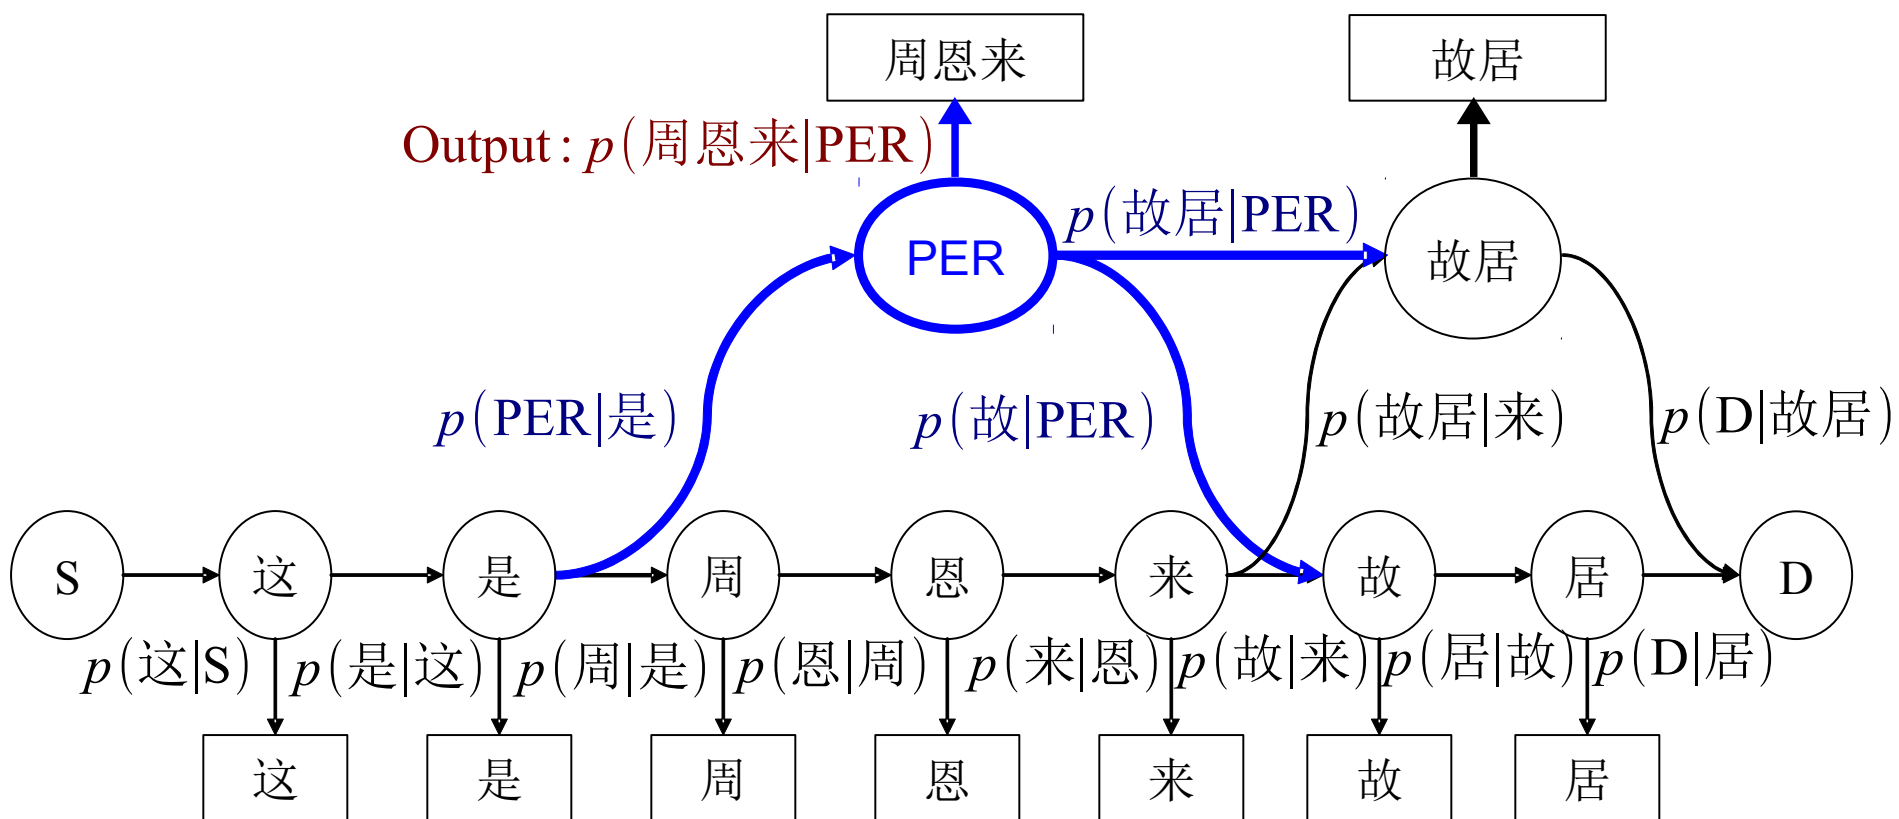 周恩来 故居
Output: p(周恩来|PER)
p(故居|PER)
PER 故居
p(PER|是) p(故|PER) p(故居|来) p(D|故居)
S 这 是 周 恩 来 故 居 D
p(这|S) p(是|这) p(周|是) p(恩|周) p(来|恩) p(故|来) p(居|故) p(D|居)
这 是 周 恩 来 故 居